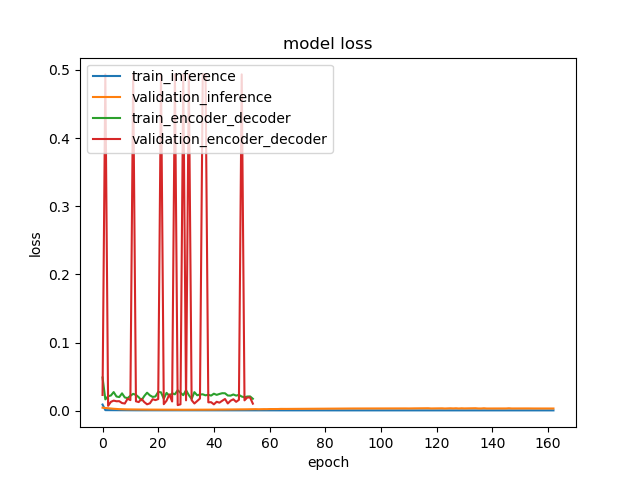 model loss
train_inference
validation_inference
train_encoder_decoder
validation_encoder_decoder
loss
0.5
0.4
0.3
0.2
0.1
0.0
0 20 40 60 80 100 120 140 160
epoch